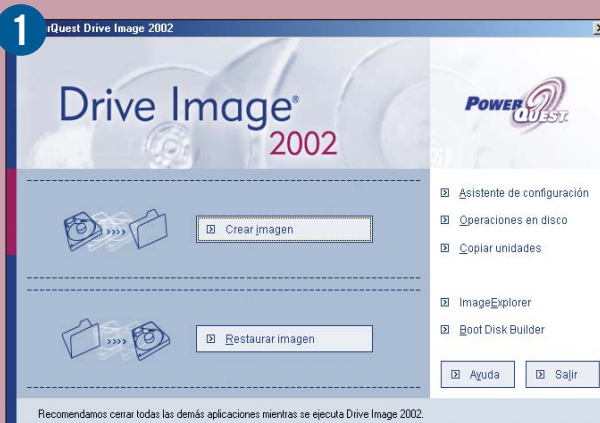 1
rQuest Drive Image 2002
Drive Image®
2002
POWERQUEST
Crear imagen
Restaurar imagen
Asistente de configuración
Operaciones en disco
Copiar unidades
ImageExplorer
Boot Disk Builder
Ayuda
Salir
Recomendamos cerrar todas las demás aplicaciones mientras se ejecuta Drive Image 2002.